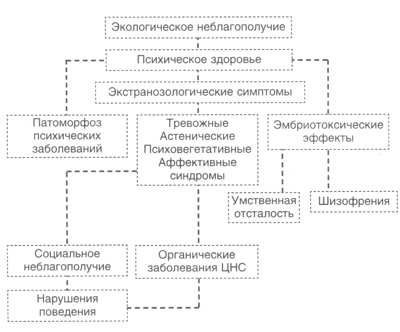 Экологическое неблагополучие
Психическое здоровье
Экстранозологические симптомы
Патоморфоз
психических
заболеваний
Тревожные
Астенические
Психовегетативные
Аффективные
синдромы
Эмбриотоксические
эффекты
Умственная
отсталость
Шизофрения
Социальное
неблагополучие
Органические
заболевания ЦНС
Нарушения
поведения